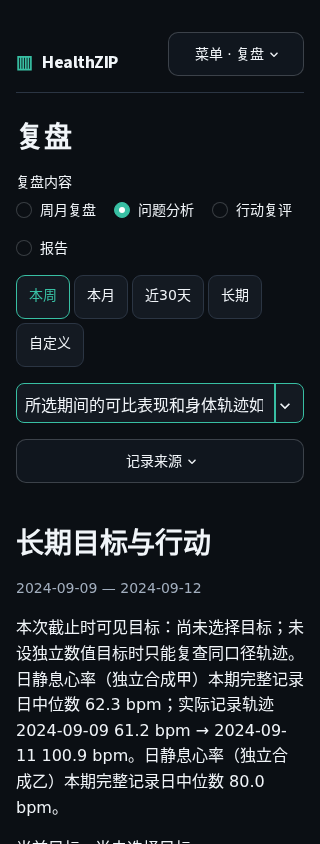 HealthZIP
菜单 · 复盘
复盘
复盘内容
周月复盘 问题分析 行动复评
报告
本周 本月 近30天 长期
自定义
所选期间的可比表现和身体轨迹如
记录来源
长期目标与行动
2024-09-09 — 2024-09-12
本次截止时可见目标：尚未选择目标；未
设独立数值目标时只能复查同口径轨迹。
日静息心率（独立合成甲）本期完整记录
日中位数 62.3 bpm；实际记录轨迹
2024-09-09 61.2 bpm → 2024-09-
11 100.9 bpm。日静息心率（独立合
成乙）本期完整记录日中位数 80.0
bpm。